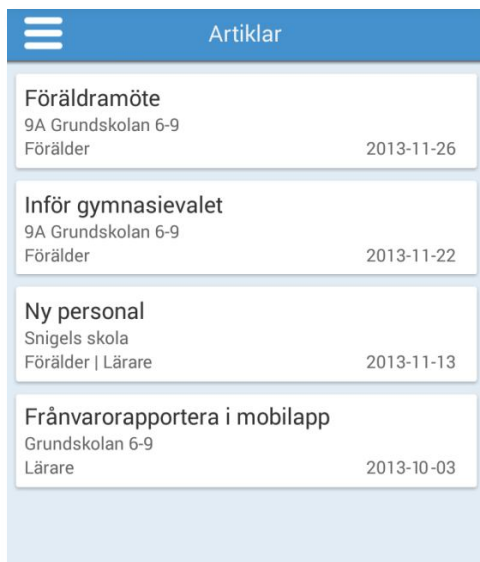 Artiklar
Föräldramöte
9A Grundskolan 6-9
Förälder 2013-11-26
Inför gymnasievalet
9A Grundskolan 6-9
Förälder 2013-11-22
Ny personal
Snigels skola
Förälder | Lärare 2013-11-13
Frånvarorapportera i mobilapp
Grundskolan 6-9
Lärare 2013-10-03